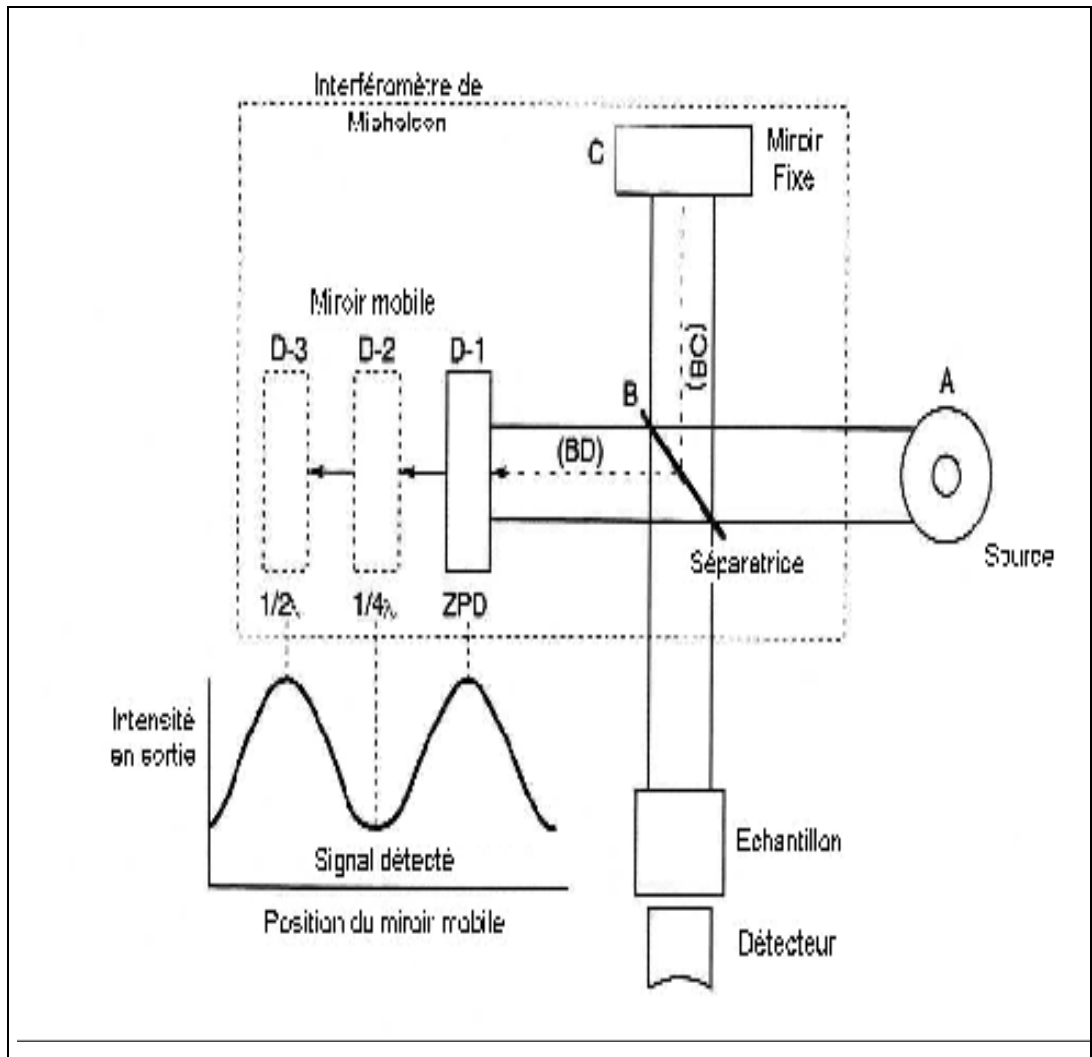 Interféromètre de
Michelson
C
Miroir
Fixe
Miroir mobile
D-3
D-2
D-1
(BC)
B
A
(BD)
Séparatrice
Source
1/2λ
1/4λ
ZPD
Intensité
en sortie
Signal détecté
Echantillon
Position du miroir mobile
Détecteur